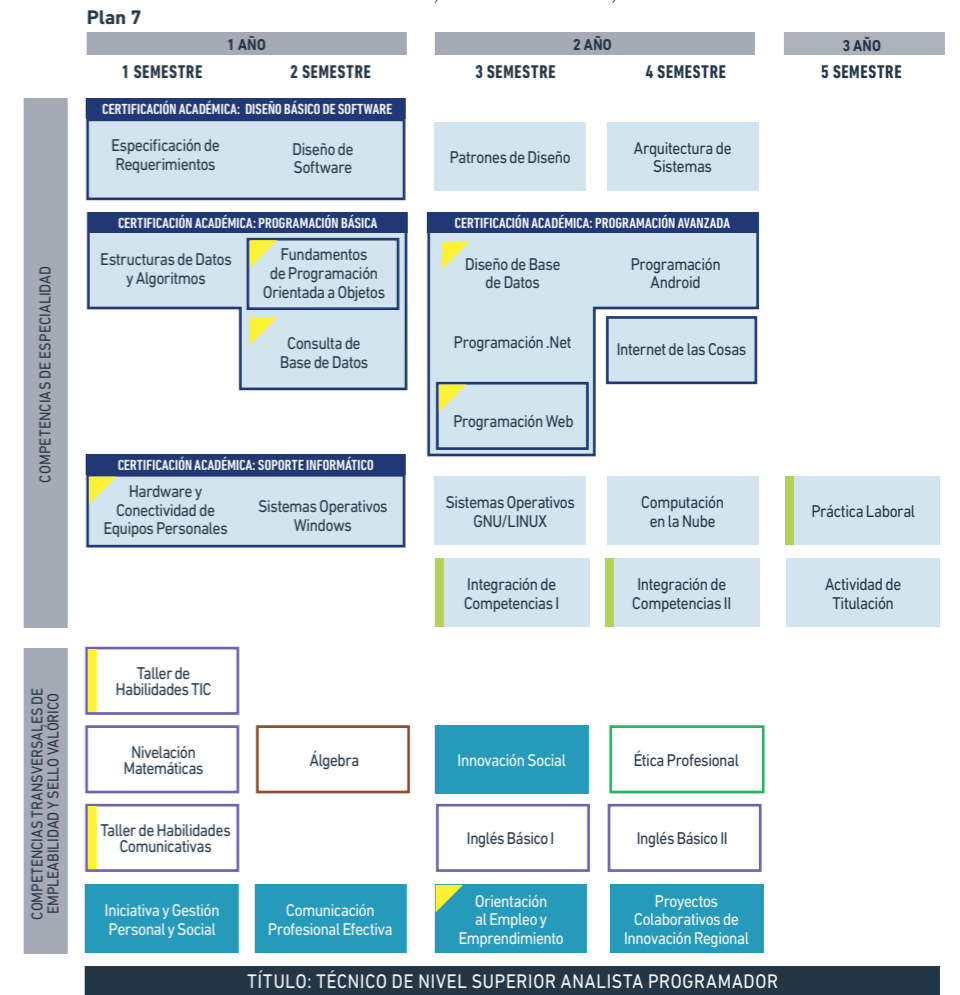 Plan 7
1 AÑO
2 AÑO
3 AÑO
1 SEMESTRE
2 SEMESTRE
3 SEMESTRE
4 SEMESTRE
5 SEMESTRE
COMPETENCIAS DE ESPECIALIDAD
CERTIFICACIÓN ACADÉMICA: DISEÑO BÁSICO DE SOFTWARE
Especificación de
Requerimientos
Diseño de
Software
Patrones de Diseño
Arquitectura de
Sistemas
CERTIFICACIÓN ACADÉMICA: PROGRAMACIÓN BÁSICA
Estructuras de Datos
y Algoritmos
Fundamentos
de Programación
Orientada a Objetos
Consulta de
Base de Datos
CERTIFICACIÓN ACADÉMICA: PROGRAMACIÓN AVANZADA
Diseño de Base
de Datos
Programación
Android
Programación .Net
Internet de las Cosas
Programación Web
CERTIFICACIÓN ACADÉMICA: SOPORTE INFORMÁTICO
Hardware y
Conectividad de
Equipos Personales
Sistemas Operativos
Windows
Sistemas Operativos
GNU/LINUX
Computación
en la Nube
Práctica Laboral
Integración de
Competencias I
Integración de
Competencias II
Actividad de
Titulación
COMPETENCIAS TRANSVERSALES DE
EMPLEABILIDAD Y SELLO VALÓRICO
Taller de
Habilidades TIC
Nivelación
Matemáticas
Álgebra
Innovación Social
Ética Profesional
Taller de Habilidades
Comunicativas
Inglés Básico I
Inglés Básico II
Iniciativa y Gestión
Personal y Social
Comunicación
Profesional Efectiva
Orientación
al Empleo y
Emprendimiento
Proyectos
Colaborativos de
Innovación Regional
TÍTULO: TÉCNICO DE NIVEL SUPERIOR ANALISTA PROGRAMADOR